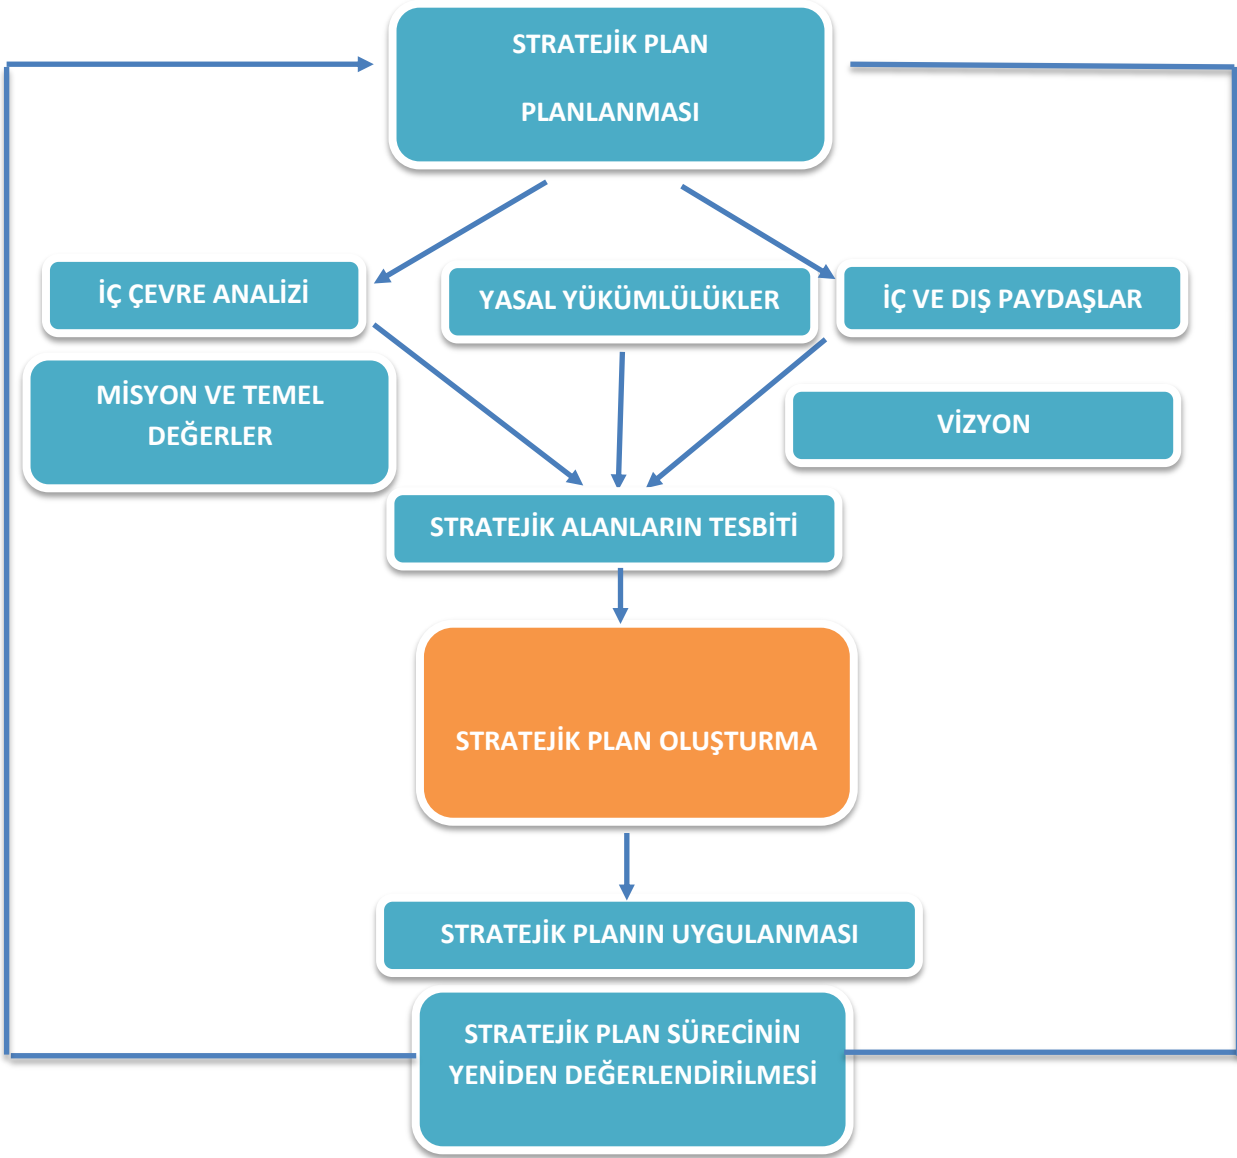 STRATEJİK PLAN
PLANLANMASI
İÇ ÇEVRE ANALİZİ
YASAL YÜKÜMLÜLÜKLER
İÇ VE DIŞ PAYDAŞLAR
MİSYON VE TEMEL
DEĞERLER
VİZYON
STRATEJİK ALANLARIN TESBİTİ
STRATEJİK PLAN OLUŞTURMA
STRATEJİK PLANIN UYGULANMASI
STRATEJİK PLAN SÜRECİNİN
YENİDEN DEĞERLENDİRİLMESİ